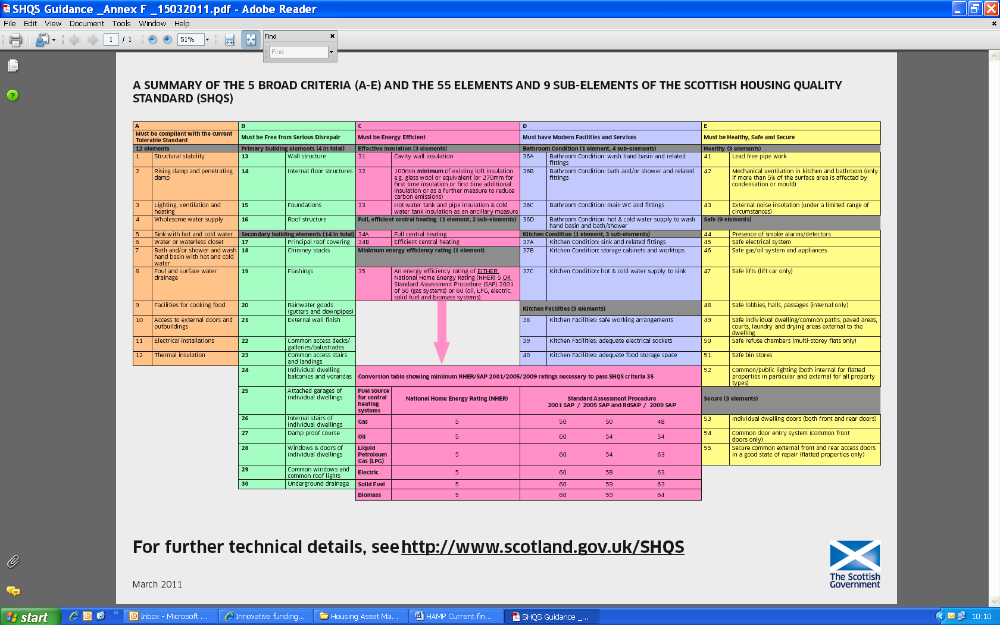 SHQS Guidance _Annex F _15032011.pdf - Adobe Reader
File Edit View Document Tools Window Help
1 / 1 51%
Find
Find
A SUMMARY OF THE 5 BROAD CRITERIA (A-E) AND THE 55 ELEMENTS AND 9 SUB-ELEMENTS OF THE SCOTTISH HOUSING QUALITY
STANDARD (SHQS)
A
Must be compliant with the current
Tolerable Standard
12 elements
1 Structural stability
2 Rising damp and penetrating
damp
3 Lighting, ventilation and
heating
4 Wholesome water supply
5 Sink with hot and cold water
6 Water or waterless closet
7 Bath and/or shower and wash
hand basin with hot and cold
water
8 Foul and surface water
drainage
9 Facilities for cooking food
10 Access to external doors and
outbuildings
11 Electrical installations
12 Thermal insulation
B
Must be Free from Serious Disrepair
Primary building elements (4 in total)
13 Wall structure
14 Internal floor structures
15 Foundations
16 Roof structure
Secondary building elements (14 in total)
17 Principal roof covering
18 Chimney stacks
19 Flashings
20 Rainwater goods
(gutters and downpipes)
21 External wall finish
22 Common access decks/
galleries/balustrades
23 Common access stairs
and landings
24 Individual dwelling
balconies and verandas
25 Attached garages of
individual dwellings
26 Internal stairs of
individual dwellings
27 Damp proof course
28 Windows & doors of
individual dwellings
29 Common windows and
common roof lights
30 Underground drainage
C
Must be Energy Efficient
Effective insulation (3 elements)
31 Cavity wall insulation
32 100mm minimum of existing loft insulation
e.g. glass wool or equivalent (or 270mm for
first time insulation or first time additional
insulation or as a further measure to reduce
carbon emissions)
33 Hot water tank and pipe insulation & cold
water tank insulation as an ancillary measure
Full, efficient central heating (1 element, 2 sub-elements)
34A Full central heating
34B Efficient central heating
Minimum energy efficiency rating (1 element)
35 An energy efficiency rating of EITHER
National Home Energy Rating (NHER) 5 OR
Standard Assessment Procedure (SAP) 2001
of 50 (gas systems) or 60 (oil, LPG, electric,
solid fuel and biomass systems).
D
Must have Modern Facilities and Services
Bathroom Condition (1 element, 4 sub-elements)
36A Bathroom Condition: wash hand basin and related
fittings
36B Bathroom Condition: bath and/or shower and related
fittings
36C Bathroom Condition: main WC and fittings
36D Bathroom Condition: hot & cold water supply to wash
hand basin and bath/shower
Kitchen Condition (1 element, 3 sub-elements)
37A Kitchen Condition: sink and related fittings
37B Kitchen Condition: storage cabinets and worktops
37C Kitchen Condition: hot & cold water supply to sink
Kitchen Facilities (3 elements)
38 Kitchen Facilities: safe working arrangements
39 Kitchen Facilities: adequate electrical sockets
40 Kitchen Facilities: adequate food storage space
E
Must be Healthy, Safe and Secure
Healthy (3 elements)
41 Lead free pipe work
42 Mechanical ventilation in kitchen and bathroom (only
if more than 5% of the surface area is affected by
condensation or mould)
43 External noise insulation (under a limited range of
circumstances)
Safe (9 elements)
44 Presence of smoke alarms/detectors
45 Safe electrical system
46 Safe gas/oil system and appliances
47 Safe lifts (lift car only)
48 Safe lobbies, halls, passages (internal only)
49 Safe individual dwelling/common paths, paved areas,
courts, laundry and drying areas external to the
dwelling
50 Safe refuse chambers (multi-storey flats only)
51 Safe bin stores
52 Common/public lighting (both internal for flatted
properties in particular and external for all property
types)
Secure (3 elements)
53 Individual dwelling doors (both front and rear doors)
54 Common door entry system (common front
doors only)
55 Secure common external front and rear access doors
in a good state of repair (flatted properties only)
Conversion table showing minimum NHER/SAP 2001/2005/2009 ratings necessary to pass SHQS criteria 35
Fuel source
for central
heating
systems
National Home Energy Rating (NHER)
Standard Assessment Procedure
2001 SAP / 2005 SAP and RdSAP / 2009 SAP
Gas 5 50 50 48
Oil 5 60 54 54
Liquid
Petroleum
Gas (LPG)
5 60 54 63
Electric 5 60 58 63
Solid Fuel 5 60 59 63
Biomass 5 60 59 64
For further technical details, see http://www.scotland.gov.uk/SHQS
March 2011
The Scottish
Government
start
Inbox - Microsoft ...
Innovative funding...
Housing Asset Ma...
HAMP Current fin...
SHQS Guidance _...
10:10